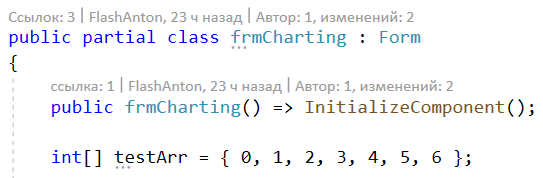 Ссылок: 3 | FlashAnton, 23 ч назад | Автор: 1, изменений: 2
public partial class frmCharting : Form
{
ссылка: 1 | FlashAnton, 23 ч назад | Автор: 1, изменений: 2
public frmCharting() => InitializeComponent();
int[] testArr = { 0, 1, 2, 3, 4, 5, 6 };